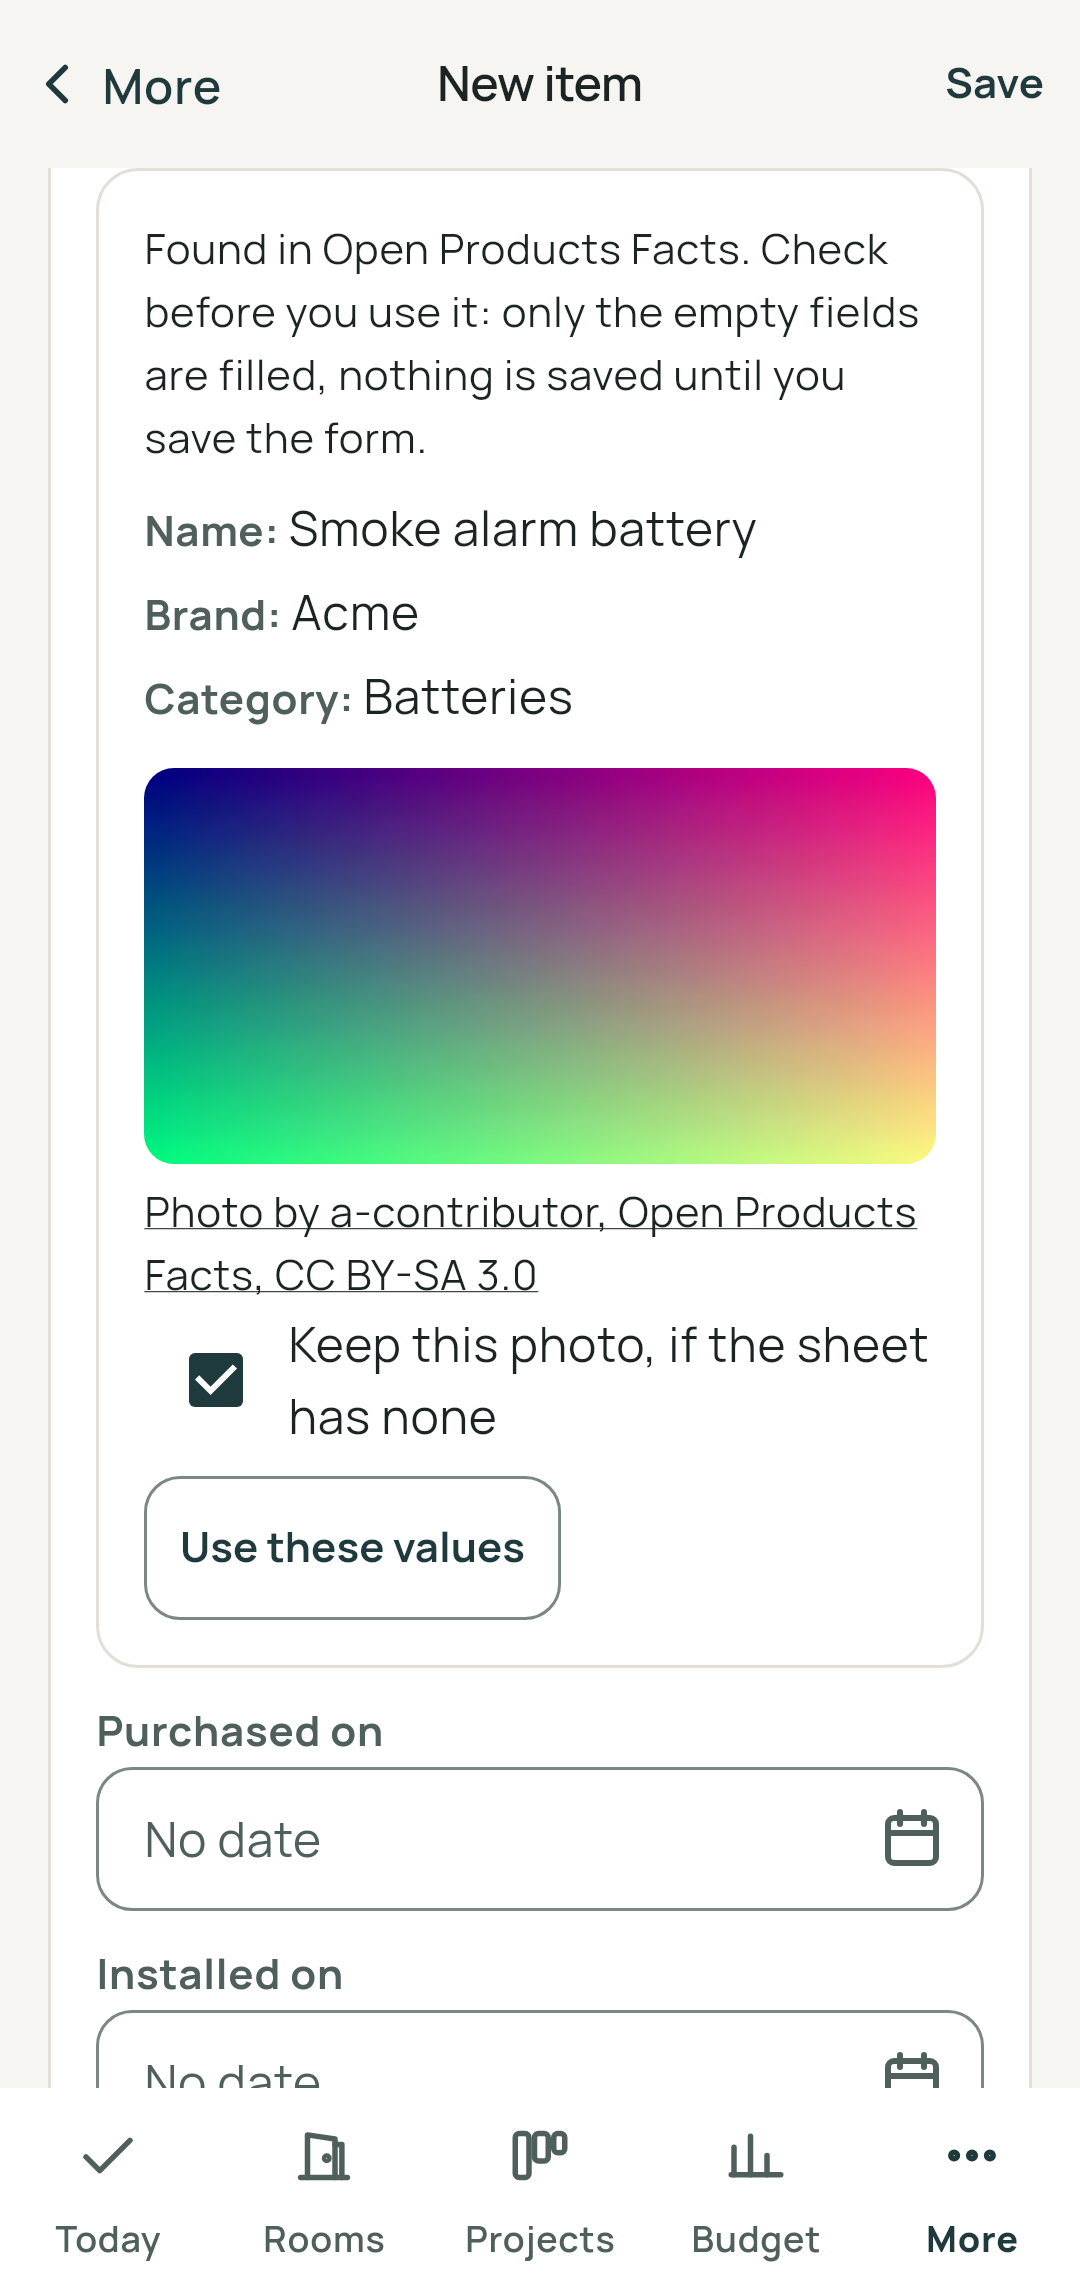 More
New item
Save
Found in Open Products Facts. Check
before you use it: only the empty fields
are filled, nothing is saved until you
save the form.
Name: Smoke alarm battery
Brand: Acme
Category: Batteries
Photo by a-contributor, Open Products
Facts, CC BY-SA 3.0
Keep this photo, if the sheet
has none
Use these values
Purchased on
No date
Installed on
No date
Today
Rooms
Projects
Budget
More